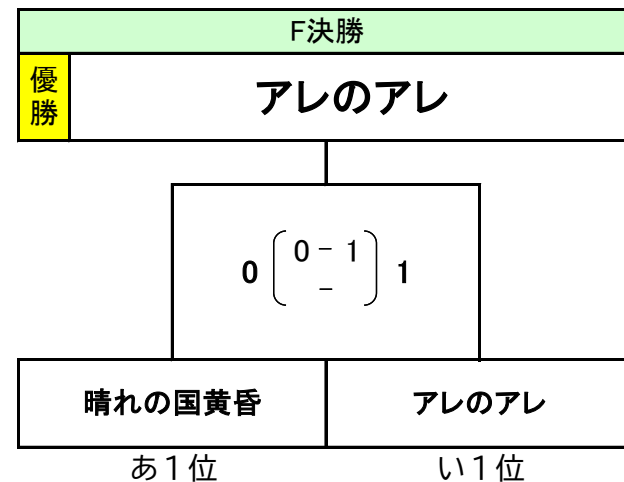 F決勝
優勝
アレのアレ
0 - 1
0 1
-
晴れの国黄昏 アレのアレ
あ１位 い１位